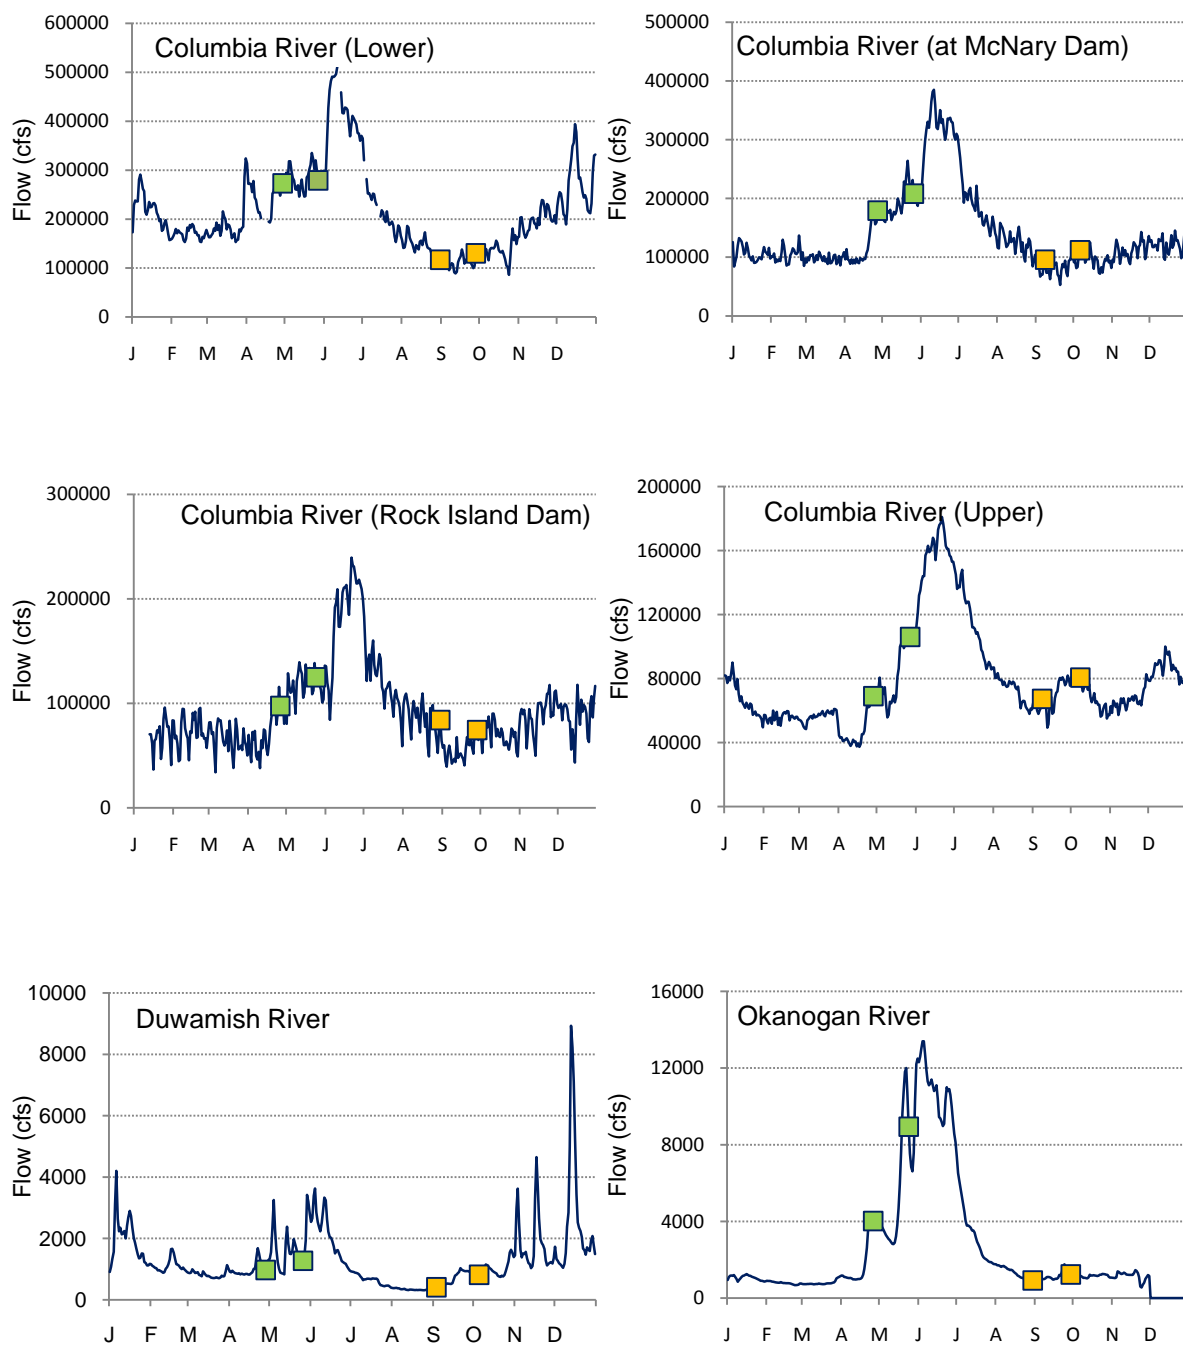 Columbia River (Lower)
Flow (cfs)
600000
500000
400000
300000
200000
100000
0
J F M A M J J A S O N D
Columbia River (at McNary Dam)
Flow (cfs)
500000
400000
300000
200000
100000
0
J F M A M J J A S O N D
Columbia River (Rock Island Dam)
Flow (cfs)
300000
200000
100000
0
J F M A M J J A S O N D
Columbia River (Upper)
Flow (cfs)
200000
160000
120000
80000
40000
0
J F M A M J J A S O N D
Duwamish River
Flow (cfs)
10000
8000
6000
4000
2000
0
J F M A M J J A S O N D
Okanogan River
Flow (cfs)
16000
12000
8000
4000
0
J F M A M J J A S O N D